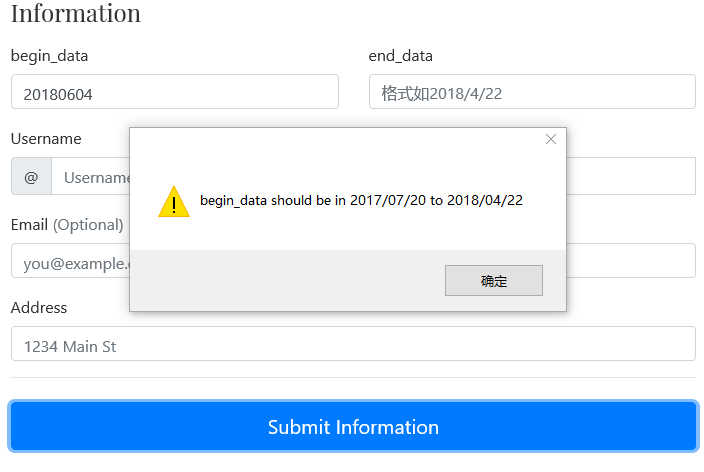 Information
begin_data
end_data
20180604
格式如2018/4/22
Username
@
Username
begin_data should be in 2017/07/20 to 2018/04/22
Email (Optional)
you@example.
确定
Address
1234 Main St
Submit Information